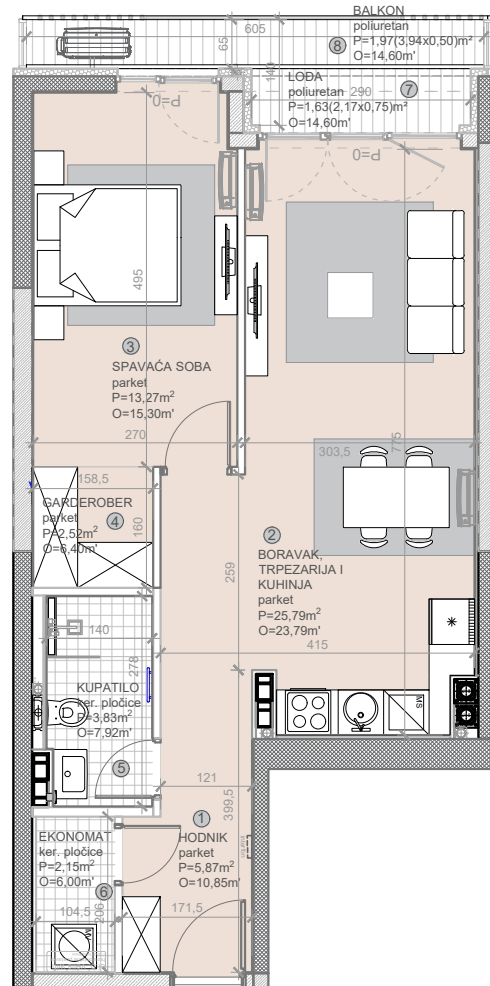 BALKON
poliuretan
P=1,97(3,94x0,50)m²
O=14,60m'
8
605
65
140
LOĐA
poliuretan
P=1,63(2,17x0,75)m²
O=14,60m'
7
290
P=0
P=0
495
3
SPAVAĆA SOBA
parket
P=13,27m²
O=15,30m'
270
303,5
775
158,5
GARDEROBER
parket
P=2,52m²
O=6,40m'
4
160
259
2
BORAVAK,
TRPEZARIJA I
KUHINJA
parket
P=25,79m²
O=23,79m'
415
140
278
KUPATILO
ker. pločice
P=3,83m²
O=7,92m'
5
MS
121
399,5
1
HODNIK
parket
P=5,87m²
O=10,85m'
EKONOMAT
ker. pločice
P=2,15m²
O=6,00m'
6
104,5
206
171,5